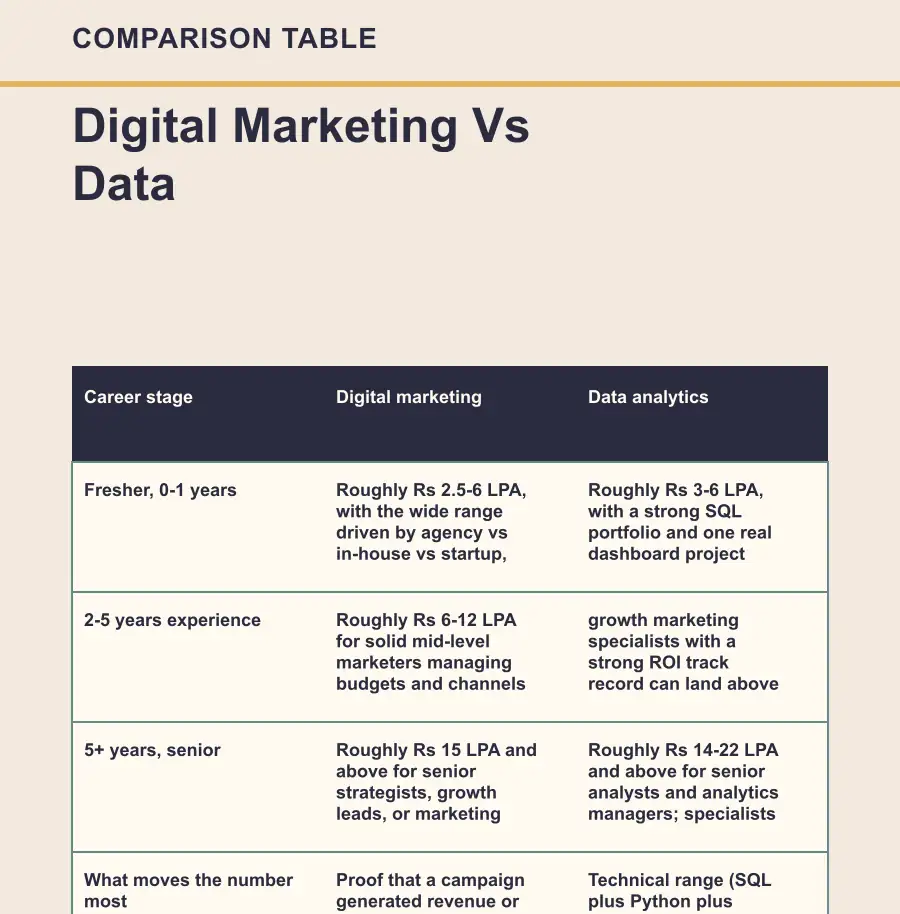 COMPARISON TABLE
Digital Marketing Vs
Data
Career stage
Digital marketing
Data analytics
Fresher, 0-1 years
Roughly Rs 2.5-6 LPA,
with the wide range
driven by agency vs
in-house vs startup,
Roughly Rs 3-6 LPA,
with a strong SQL
portfolio and one real
dashboard project
2-5 years experience
Roughly Rs 6-12 LPA
for solid mid-level
marketers managing
budgets and channels
growth marketing
specialists with a
strong ROI track
record can land above
5+ years, senior
Roughly Rs 15 LPA and
above for senior
strategists, growth
leads, or marketing
Roughly Rs 14-22 LPA
and above for senior
analysts and analytics
managers; specialists
What moves the number
most
Proof that a campaign
generated revenue or
Technical range (SQL
plus Python plus